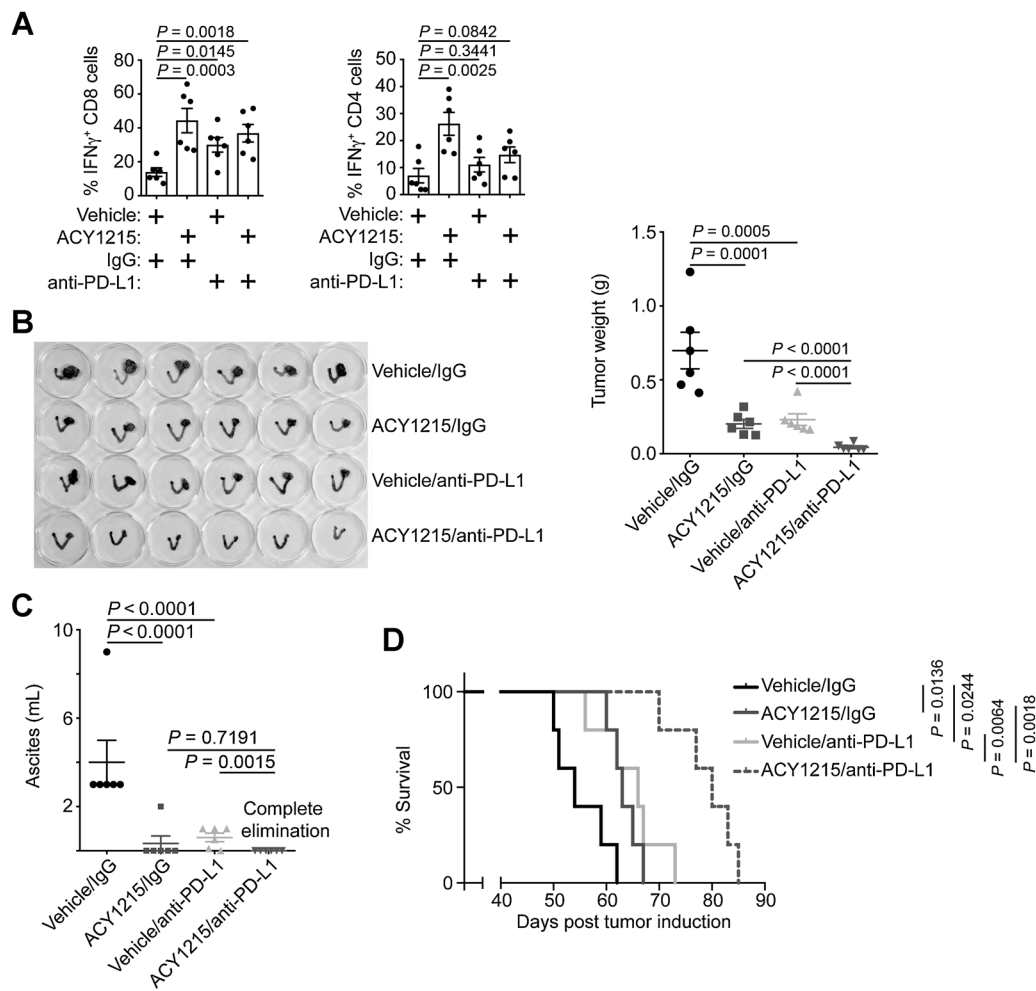 A
P = 0.0018
P = 0.0145
P = 0.0003
% IFNγ⁺ CD8 cells
80
60
40
20
0
Vehicle: + +
ACY1215: + +
IgG: + +
anti-PD-L1: + +
P = 0.0842
P = 0.3441
P = 0.0025
% IFNγ⁺ CD4 cells
50
40
30
20
10
0
Vehicle: + +
ACY1215: + +
IgG: + +
anti-PD-L1: + +
B
Vehicle/IgG
ACY1215/IgG
Vehicle/anti-PD-L1
ACY1215/anti-PD-L1
P = 0.0005
P = 0.0001
P < 0.0001
P < 0.0001
Tumor weight (g)
1.5
1.0
0.5
0.0
Vehicle/IgG
ACY1215/IgG
Vehicle/anti-PD-L1
ACY1215/anti-PD-L1
C
P < 0.0001
P < 0.0001
P = 0.7191
P = 0.0015
Complete
elimination
Ascites (mL)
10
6
2
Vehicle/IgG
ACY1215/IgG
Vehicle/anti-PD-L1
ACY1215/anti-PD-L1
D
% Survival
100
50
0
40 50 60 70 80 90
Days post tumor induction
Vehicle/IgG
ACY1215/IgG
Vehicle/anti-PD-L1
ACY1215/anti-PD-L1
P = 0.0136
P = 0.0244
P = 0.0064
P = 0.0018